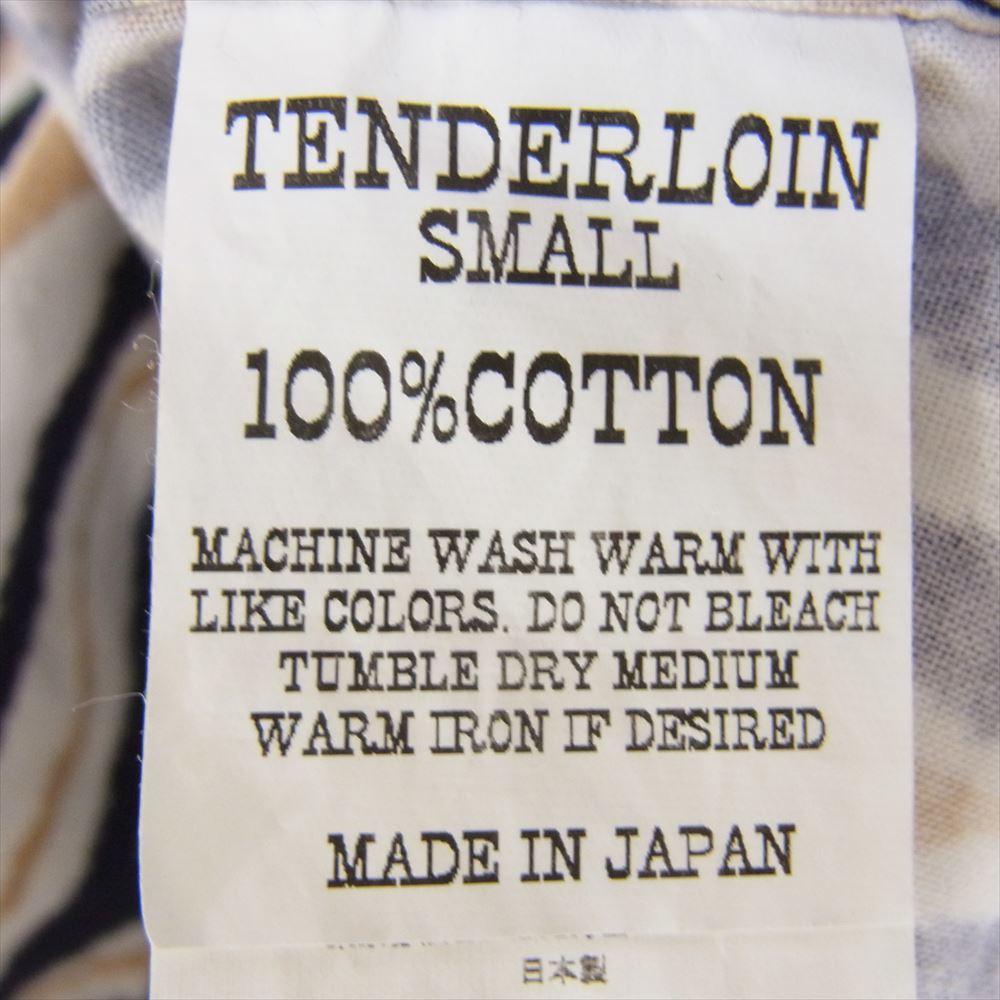 TENDERLOIN
SMALL
100%COTTON
MACHINE WASH WARM WITH
LIKE COLORS. DO NOT BLEACH
TUMBLE DRY MEDIUM
WARM IRON IF DESIRED
MADE IN JAPAN
日本製